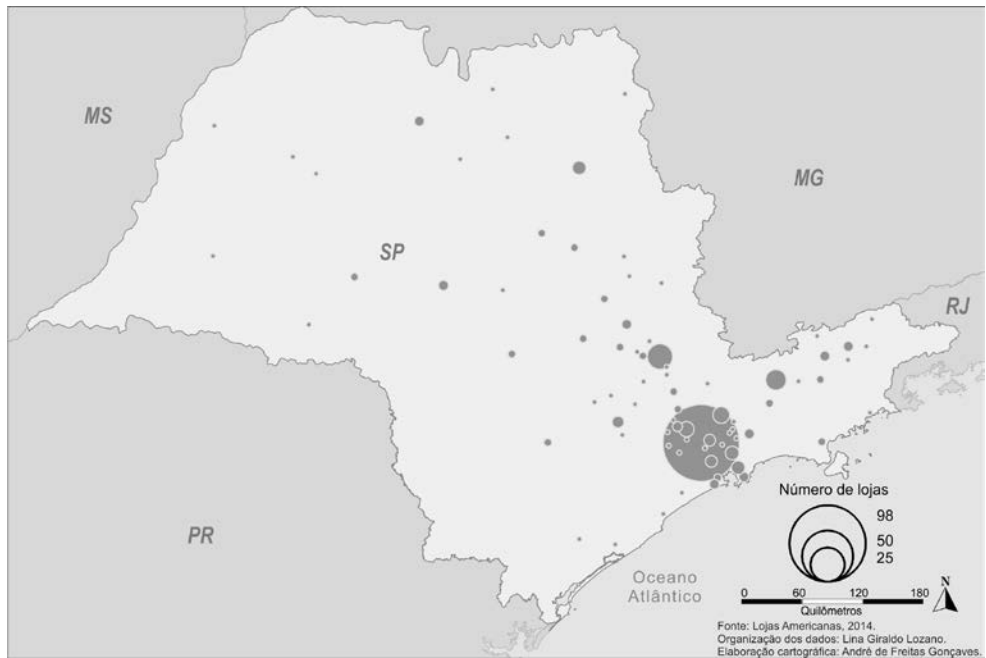 MS
MG
SP
RJ
PR
Oceano
Atlântico
Número de lojas
98
50
25
N
0 60 120 180
Quilômetros
Fonte: Lojas Americanas, 2014.
Organização dos dados: Lina Giraldo Lozano.
Elaboração cartográfica: André de Freitas Gonçaves.